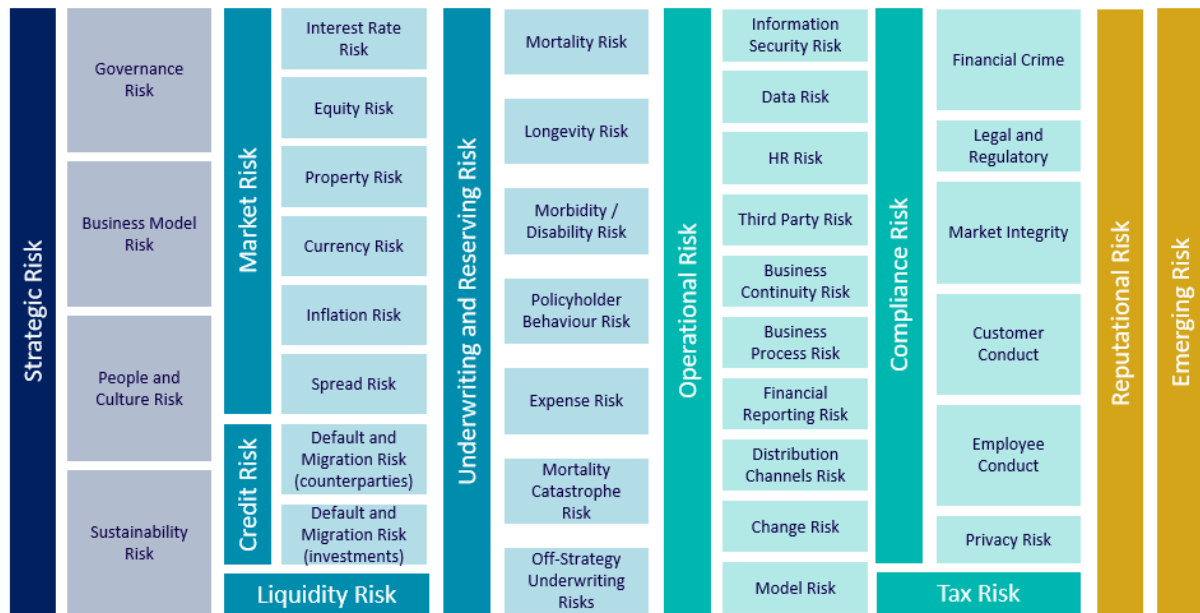 Strategic Risk
Governance
Risk
Business Model
Risk
People and
Culture Risk
Sustainability
Risk
Market Risk
Interest Rate
Risk
Equity Risk
Property Risk
Currency Risk
Inflation Risk
Spread Risk
Credit Risk
Default and
Migration Risk
(counterparties)
Default and
Migration Risk
(investments)
Liquidity Risk
Underwriting and Reserving Risk
Mortality Risk
Longevity Risk
Morbidity /
Disability Risk
Policyholder
Behaviour Risk
Expense Risk
Mortality
Catastrophe
Risk
Off-Strategy
Underwriting
Risks
Operational Risk
Information
Security Risk
Data Risk
HR Risk
Third Party Risk
Business
Continuity Risk
Business
Process Risk
Financial
Reporting Risk
Distribution
Channels Risk
Change Risk
Model Risk
Compliance Risk
Financial Crime
Legal and
Regulatory
Market Integrity
Customer
Conduct
Employee
Conduct
Privacy Risk
Tax Risk
Reputational Risk
Emerging Risk